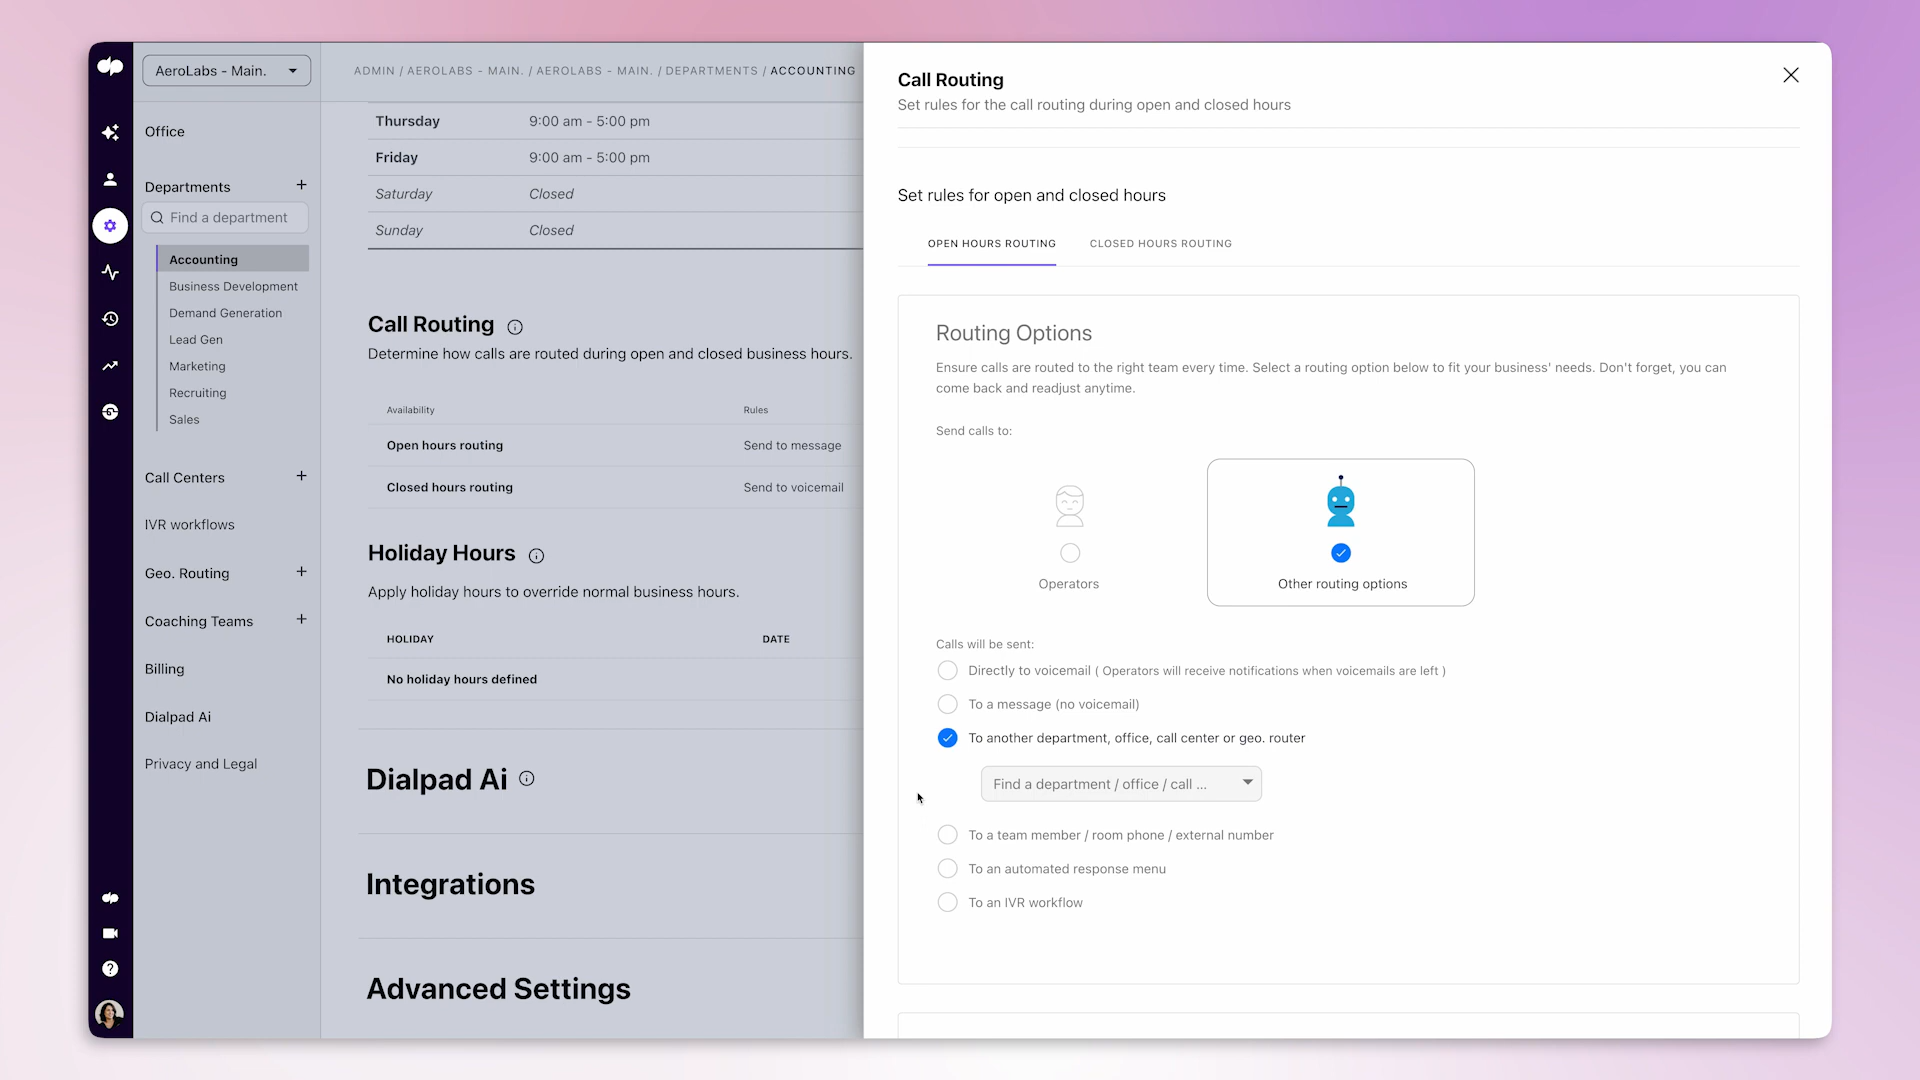 AeroLabs - Main.
Office
Departments
Find a department
Accounting
Business Development
Demand Generation
Lead Gen
Marketing
Recruiting
Sales
Call Centers
IVR workflows
Geo. Routing
Coaching Teams
Billing
Dialpad Ai
Privacy and Legal
ADMIN / AEROLABS - MAIN. / AEROLABS - MAIN. / DEPARTMENTS / ACCOUNTING
Thursday 9:00 am - 5:00 pm
Friday 9:00 am - 5:00 pm
Saturday Closed
Sunday Closed
Call Routing
Determine how calls are routed during open and closed business hours.
Availability Rules
Open hours routing Send to message
Closed hours routing Send to voicemail
Holiday Hours
Apply holiday hours to override normal business hours.
HOLIDAY DATE
No holiday hours defined
Dialpad Ai
Integrations
Advanced Settings
Call Routing
Set rules for the call routing during open and closed hours
Set rules for open and closed hours
OPEN HOURS ROUTING CLOSED HOURS ROUTING
Routing Options
Ensure calls are routed to the right team every time. Select a routing option below to fit your business' needs. Don't forget, you can
come back and readjust anytime.
Send calls to:
Operators Other routing options
Calls will be sent:
Directly to voicemail ( Operators will receive notifications when voicemails are left )
To a message (no voicemail)
To another department, office, call center or geo. router
Find a department / office / call ...
To a team member / room phone / external number
To an automated response menu
To an IVR workflow